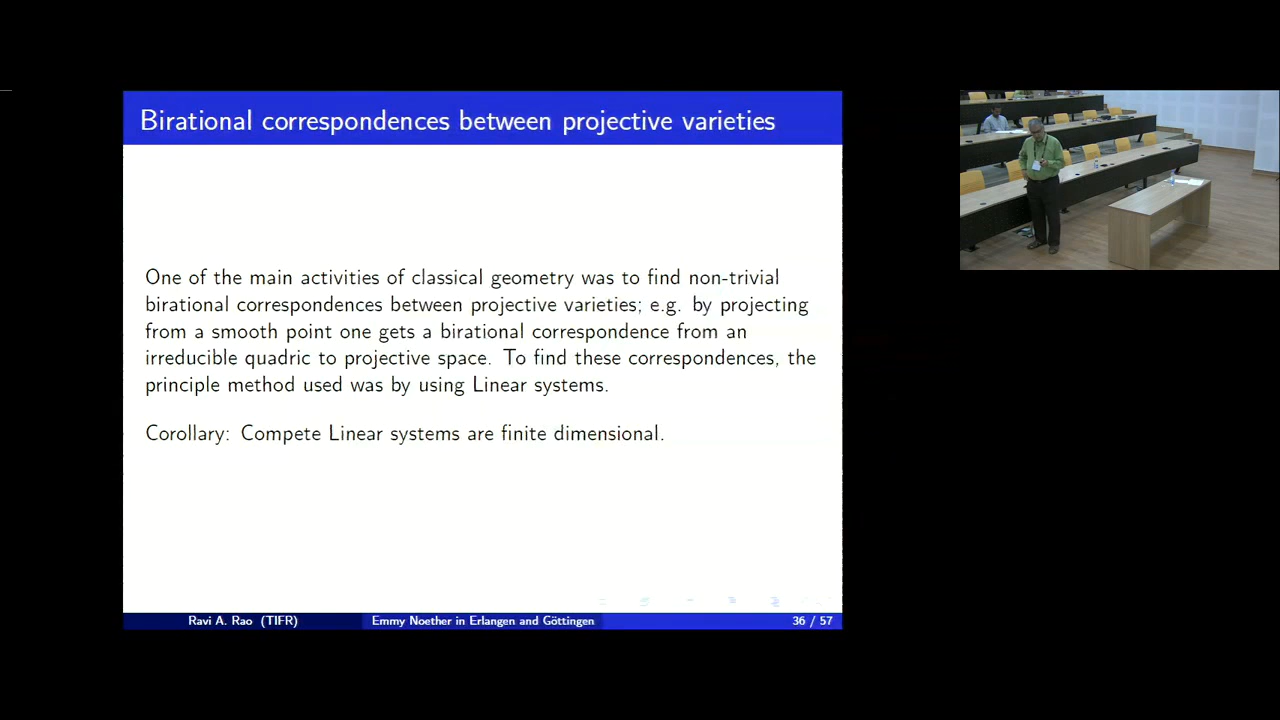 Birational correspondences between projective varieties
One of the main activities of classical geometry was to find non-trivial
birational correspondences between projective varieties; e.g. by projecting
from a smooth point one gets a birational correspondence from an
irreducible quadric to projective space. To find these correspondences, the
principle method used was by using Linear systems.
Corollary: Compete Linear systems are finite dimensional.
Ravi A. Rao (TIFR)
Emmy Noether in Erlangen and Göttingen
36 / 57